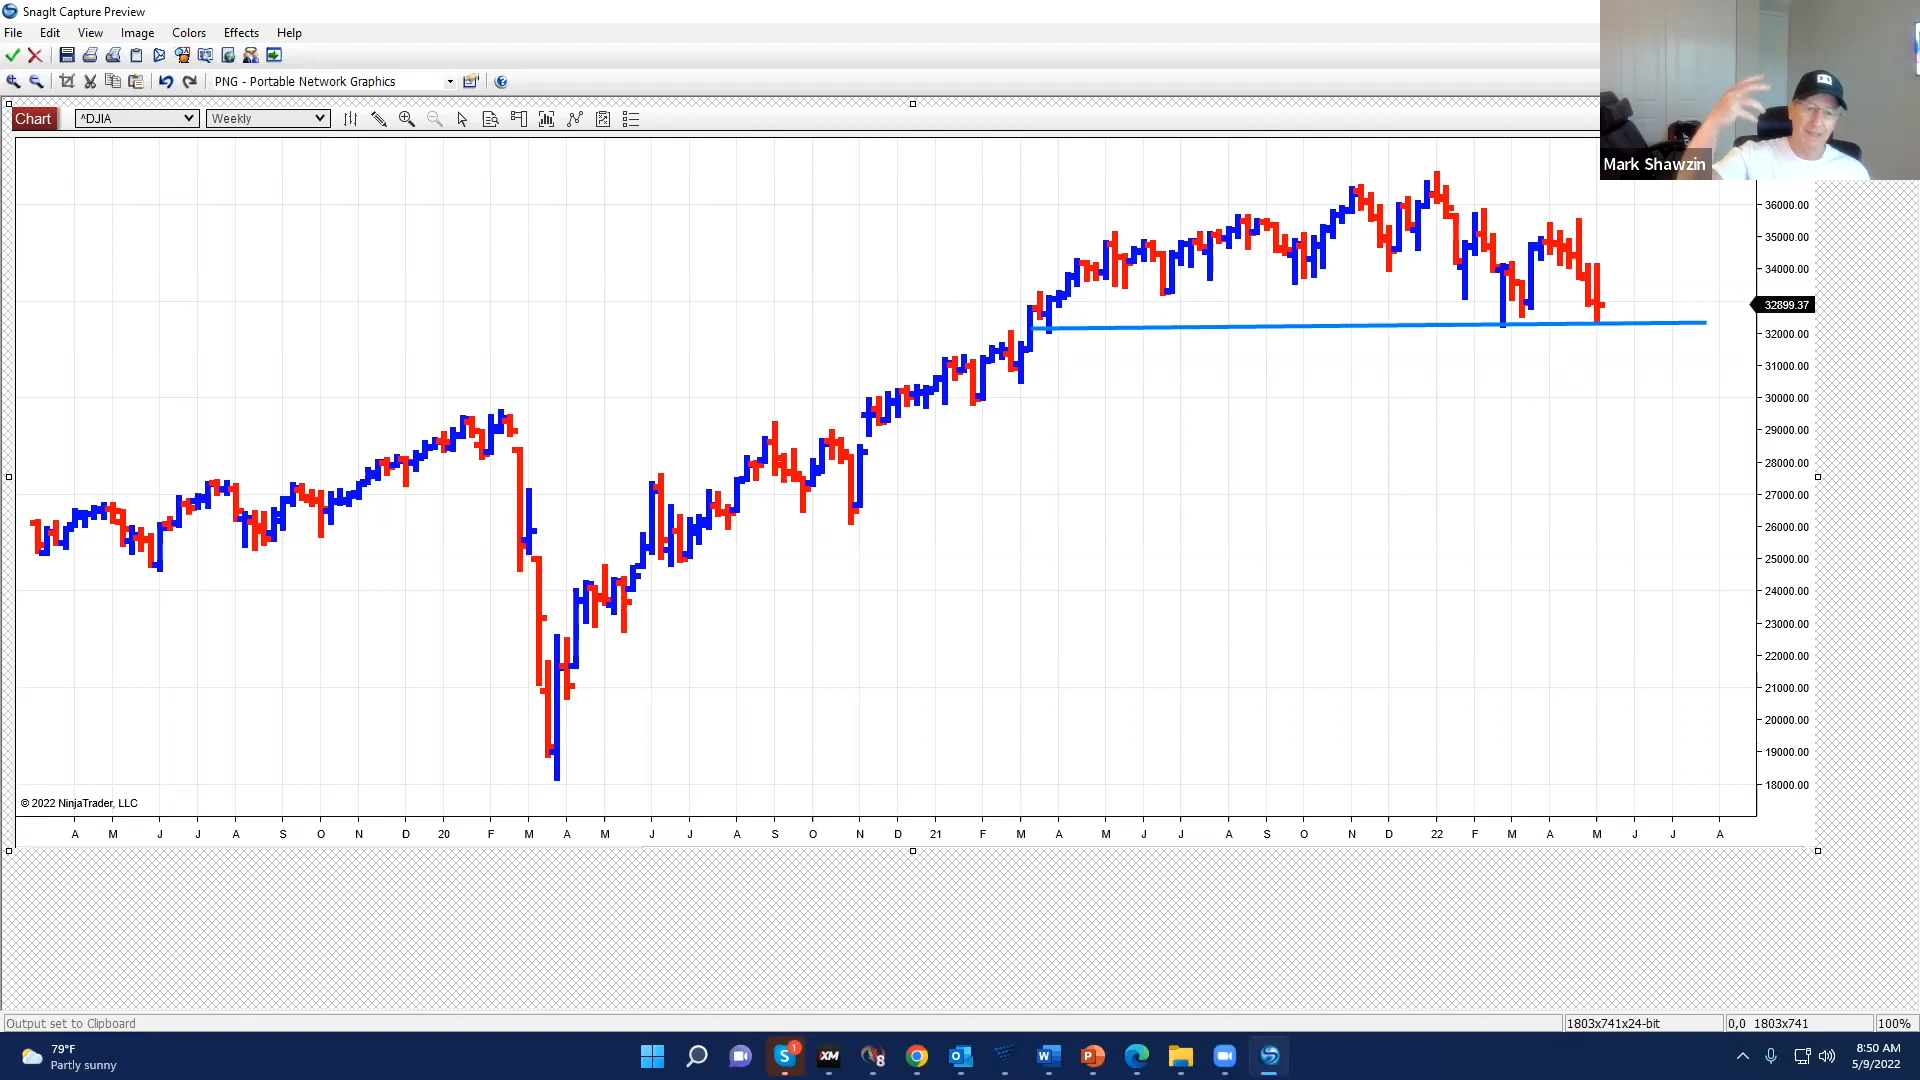 SnagIt Capture Preview
File Edit View Image Colors Effects Help
PNG - Portable Network Graphics
Chart ^DJIA Weekly
Mark Shawzin
36000.00
35000.00
34000.00
32899.37
32000.00
31000.00
30000.00
29000.00
28000.00
27000.00
26000.00
25000.00
24000.00
23000.00
22000.00
21000.00
20000.00
19000.00
18000.00
© 2022 NinjaTrader, LLC
A M J J A S O N D 20 F M A M J J A S O N D 21 F M A M J J A S O N D 22 F M A M J J A
Output set to Clipboard 1803x741x24-bit 0,0 1803x741 100%
79°F
Partly sunny
S 1 XM 8 O W P
8:50 AM
5/9/2022